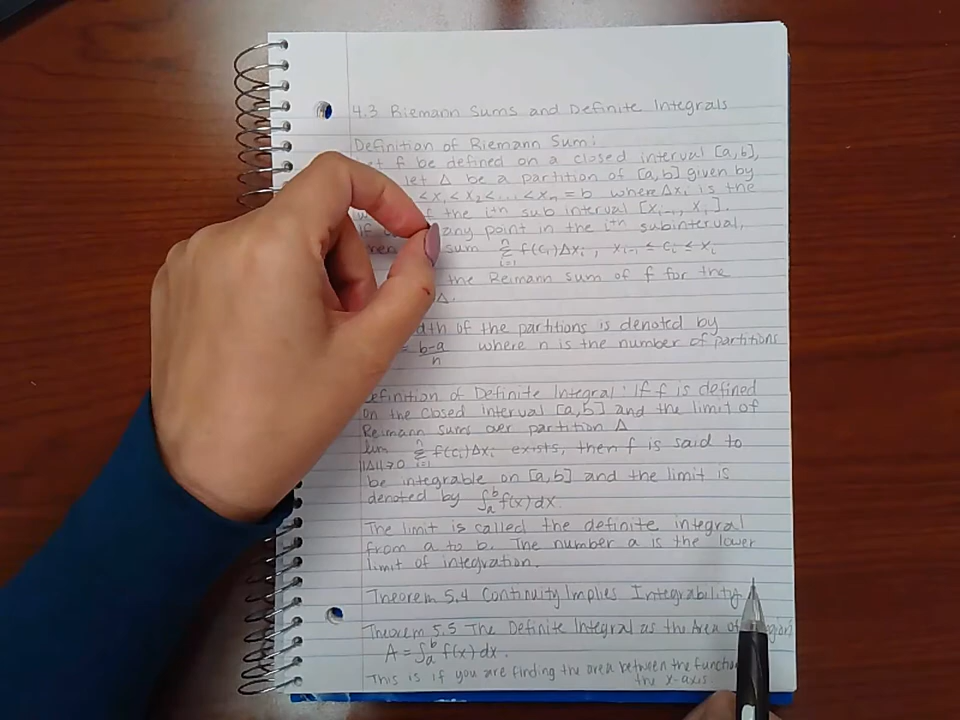 4.3 Riemann Sums and Definite Integrals
Definition of Riemann Sum:
f be defined on a closed interval [a,b],
let Δ be a partition of [a,b] given by
< x₁ < x₂ < ... < xₙ = b where Δxᵢ is the
the ith sub interval [xᵢ₋₁, xᵢ].
If any point in the ith subinterval,
sum ⁿΣᵢ₌₁ f(cᵢ)Δxᵢ , xᵢ₋₁ ≤ cᵢ ≤ xᵢ
the Reimann sum of f for the
Δ.
of the partitions is denoted by
= b-a/n where n is the number of partitions
Definition of Definite Integral: If f is defined
on the closed interval [a,b] and the limit of
Reimann sums over partition Δ
lim ||Δ||→0 ⁿΣᵢ₌₁ f(cᵢ)Δxᵢ exists, then f is said to
be integrable on [a,b] and the limit is
denoted by ∫ₐᵇ f(x)dx.
The limit is called the definite integral
from a to b. The number a is the lower
limit of integration.
Theorem 5.4 Continuity Implies Integrability
Theorem 5.5 The Definite Integral as the Area of
A = ∫ₐᵇ f(x)dx.
This is if you are finding the area between the
the x-axis